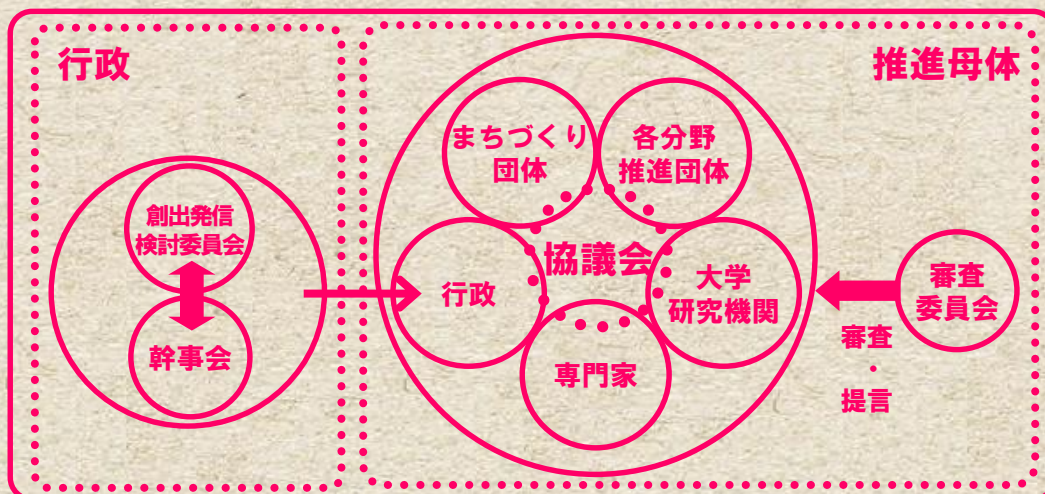 行政
推進母体
創出発信
検討委員会
幹事会
まちづくり
団体
各分野
推進団体
協議会
行政
大学
研究機関
専門家
審査
委員会
審査
・
提言